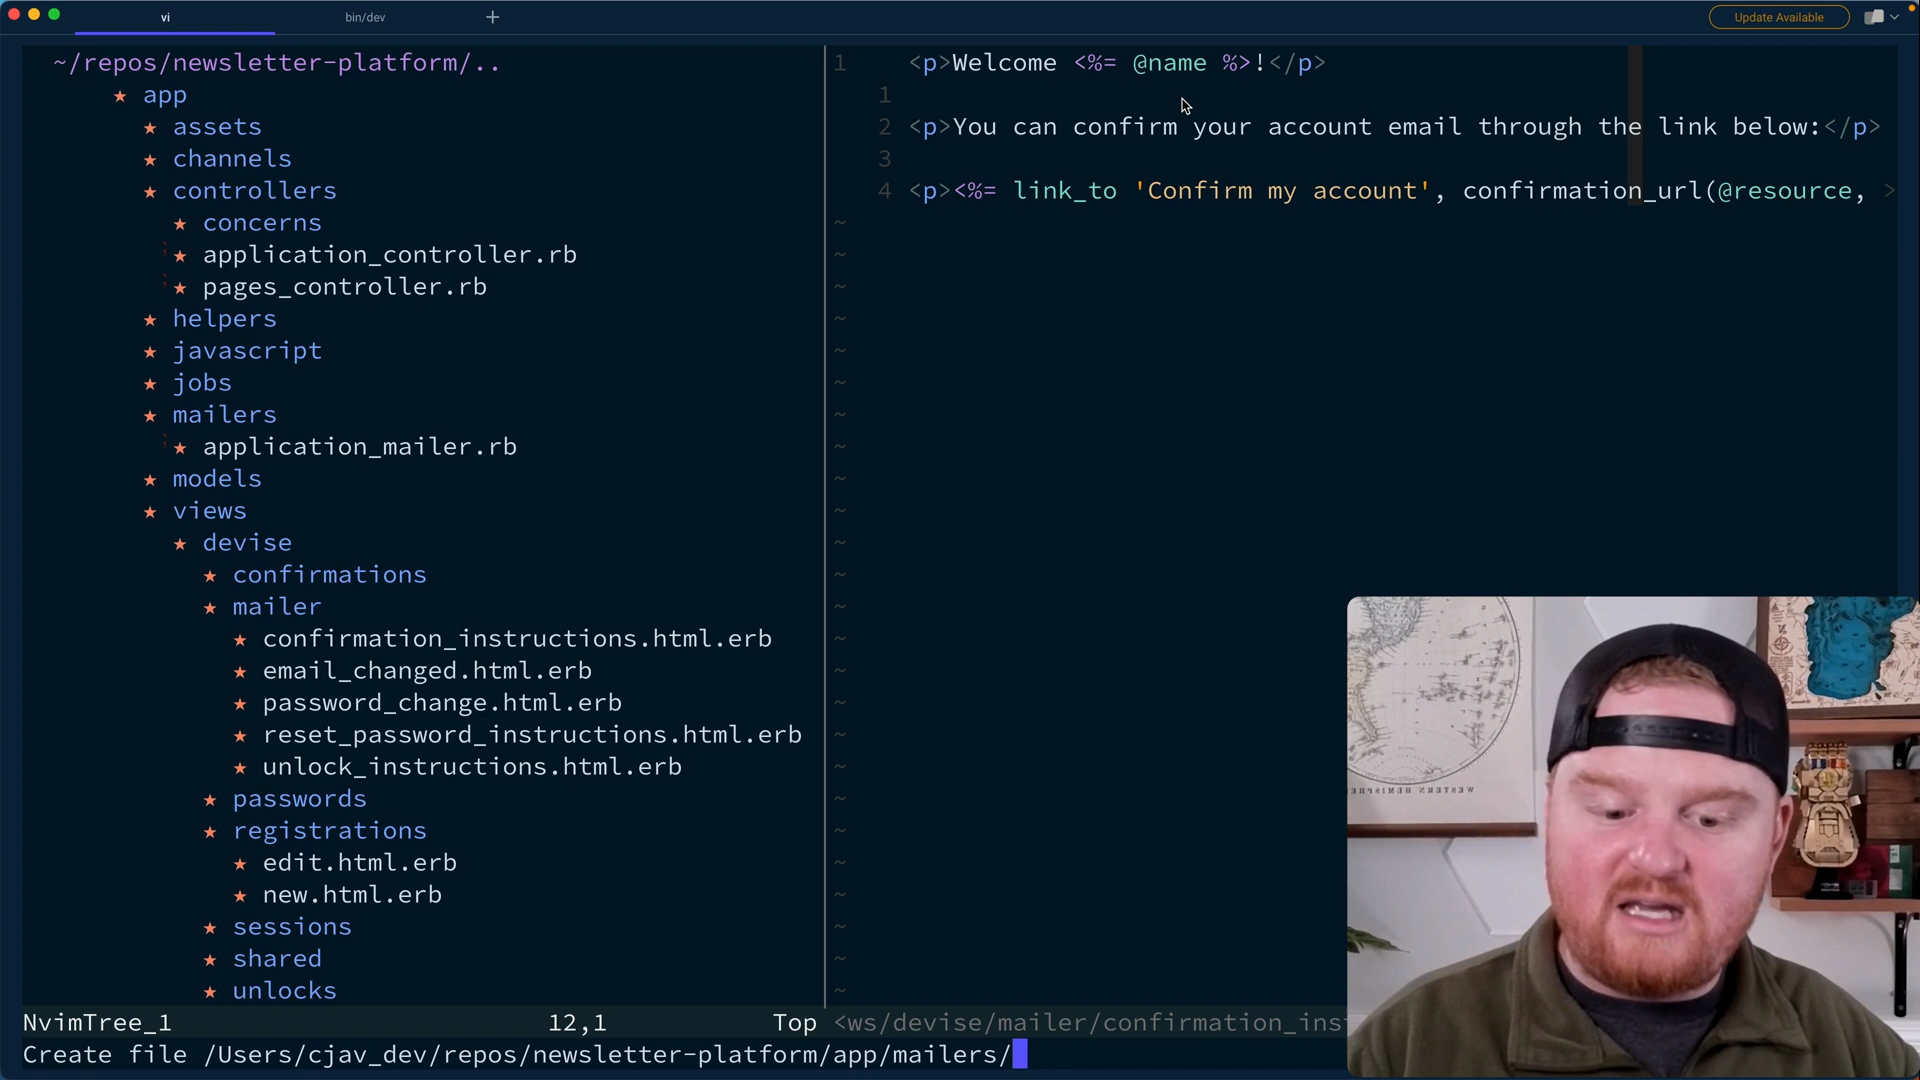 vi
bin/dev
Update Available
~/repos/newsletter-platform/..
app
assets
channels
controllers
concerns
application_controller.rb
pages_controller.rb
helpers
javascript
jobs
mailers
application_mailer.rb
models
views
devise
confirmations
mailer
confirmation_instructions.html.erb
email_changed.html.erb
password_change.html.erb
reset_password_instructions.html.erb
unlock_instructions.html.erb
passwords
registrations
edit.html.erb
new.html.erb
sessions
shared
unlocks
1 <p>Welcome <%= @name %>!</p>
1
2 <p>You can confirm your account email through the link below:</p>
3
4 <p><%= link_to 'Confirm my account', confirmation_url(@resource, >
WESTERN HEMISPHERE
NvimTree_1 12,1 Top <ws/devise/mailer/confirmation_ins
Create file /Users/cjav_dev/repos/newsletter-platform/app/mailers/